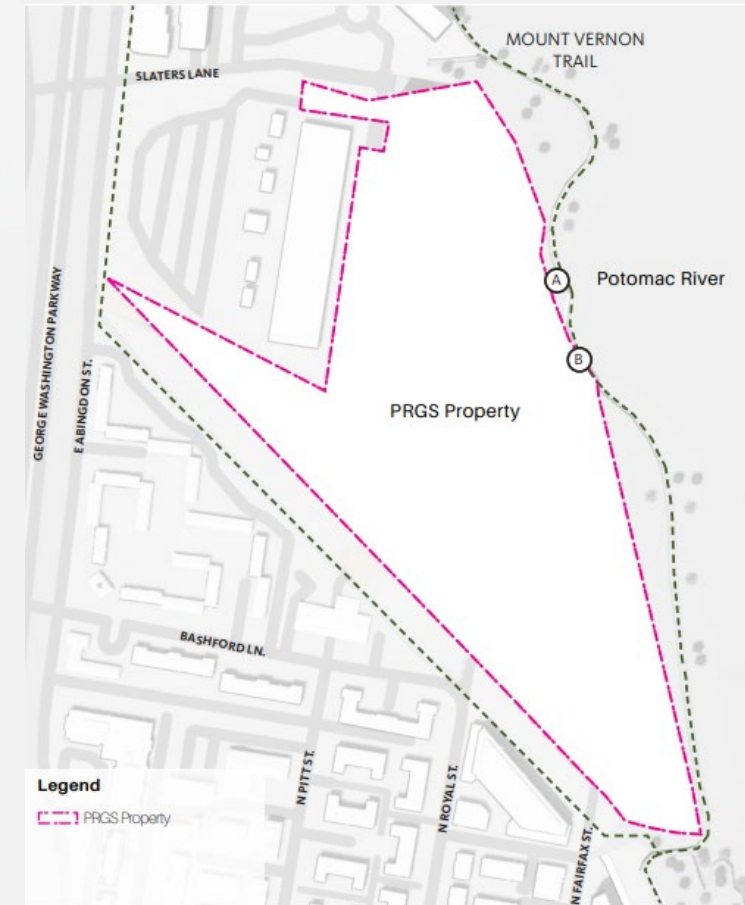 MOUNT VERNON
TRAIL
SLATERS LANE
A
Potomac River
GEORGE WASHINGTON PARKWAY
E ABINGDON ST.
B
PRGS Property
BASHFORD LN.
N PITT ST.
N ROYAL ST.
N FAIRFAX ST.
Legend
PRGS Property